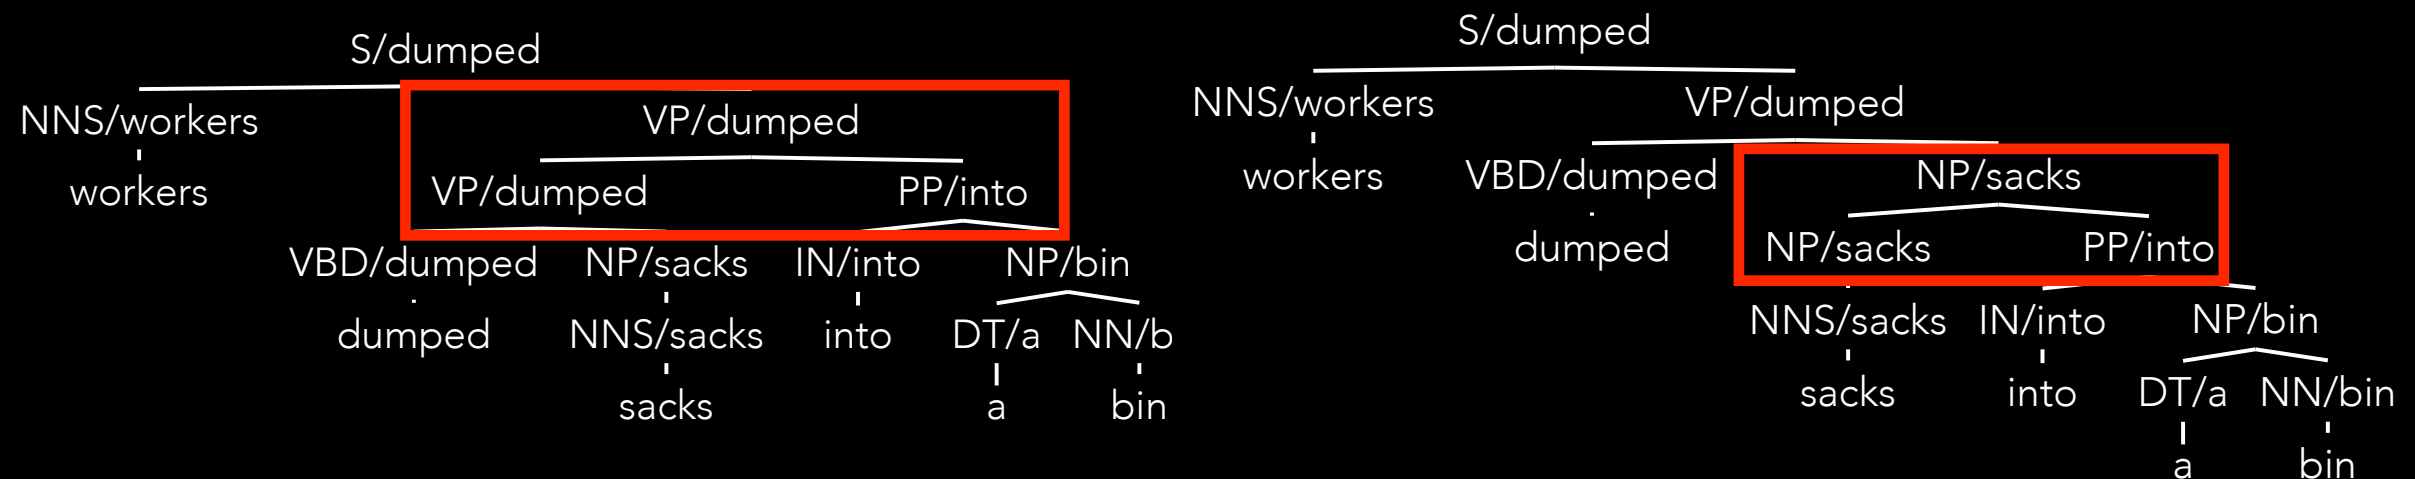 S/dumped
NNS/workers VP/dumped
workers VP/dumped PP/into
VBD/dumped NP/sacks IN/into NP/bin
dumped NNS/sacks into DT/a NN/b
sacks a bin
S/dumped
NNS/workers VP/dumped
workers VBD/dumped NP/sacks
dumped NP/sacks PP/into
NNS/sacks IN/into NP/bin
sacks into DT/a NN/bin
a bin